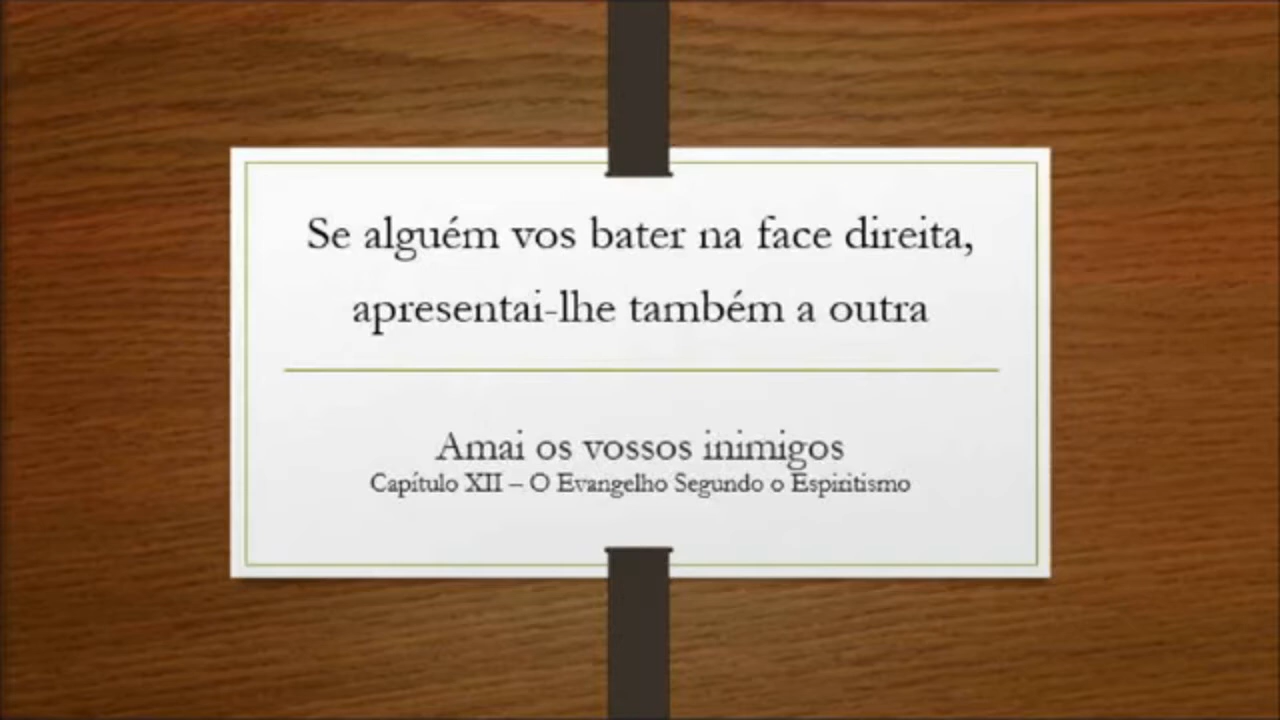 Se alguém vos bater na face direita,
apresentai-lhe também a outra
Amai os vossos inimigos
Capítulo XII – O Evangelho Segundo o Espiritismo